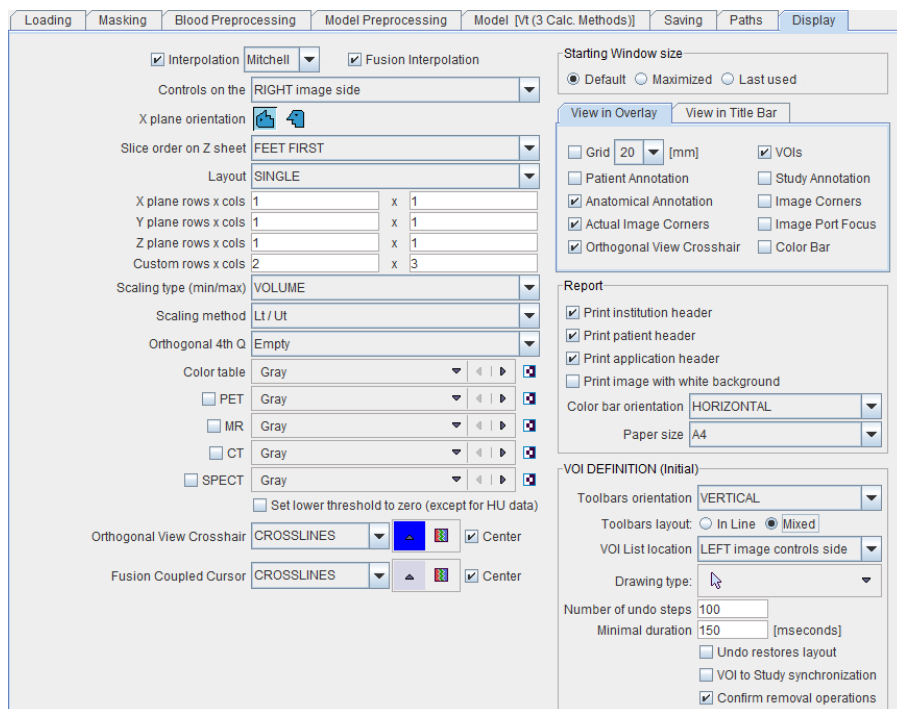 Loading Masking Blood Preprocessing Model Preprocessing Model [Vt (3 Calc. Methods)] Saving Paths Display
Interpolation Mitchell Fusion Interpolation
Controls on the RIGHT image side
X plane orientation
Slice order on Z sheet FEET FIRST
Layout SINGLE
X plane rows x cols 1 x 1
Y plane rows x cols 1 x 1
Z plane rows x cols 1 x 1
Custom rows x cols 2 x 3
Scaling type (min/max) VOLUME
Scaling method Lt / Ut
Orthogonal 4th Q Empty
Color table Gray
PET Gray
MR Gray
CT Gray
SPECT Gray
Set lower threshold to zero (except for HU data)
Orthogonal View Crosshair CROSSLINES Center
Fusion Coupled Cursor CROSSLINES Center
Starting Window size
Default Maximized Last used
View in Overlay View in Title Bar
Grid 20 [mm] VOIs
Patient Annotation Study Annotation
Anatomical Annotation Image Corners
Actual Image Corners Image Port Focus
Orthogonal View Crosshair Color Bar
Report
Print institution header
Print patient header
Print application header
Print image with white background
Color bar orientation HORIZONTAL
Paper size A4
VOI DEFINITION (Initial)
Toolbars orientation VERTICAL
Toolbars layout: In Line Mixed
VOI List location LEFT image controls side
Drawing type:
Number of undo steps 100
Minimal duration 150 [mseconds]
Undo restores layout
VOI to Study synchronization
Confirm removal operations